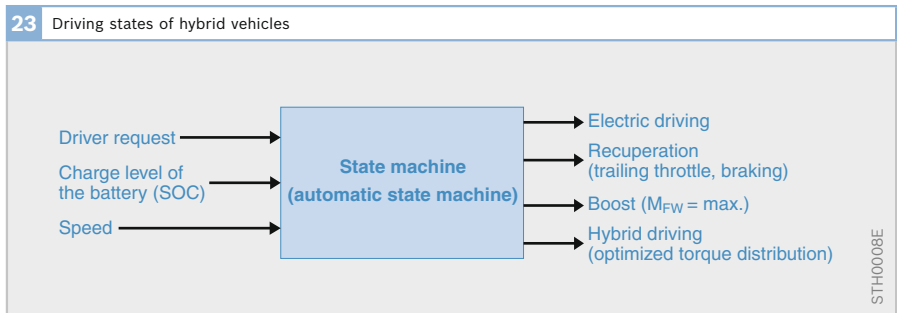 23 Driving states of hybrid vehicles
Driver request
Charge level of
the battery (SOC)
Speed
State machine
(automatic state machine)
Electric driving
Recuperation
(trailing throttle, braking)
Boost (MFW = max.)
Hybrid driving
(optimized torque distribution)
STH0008E